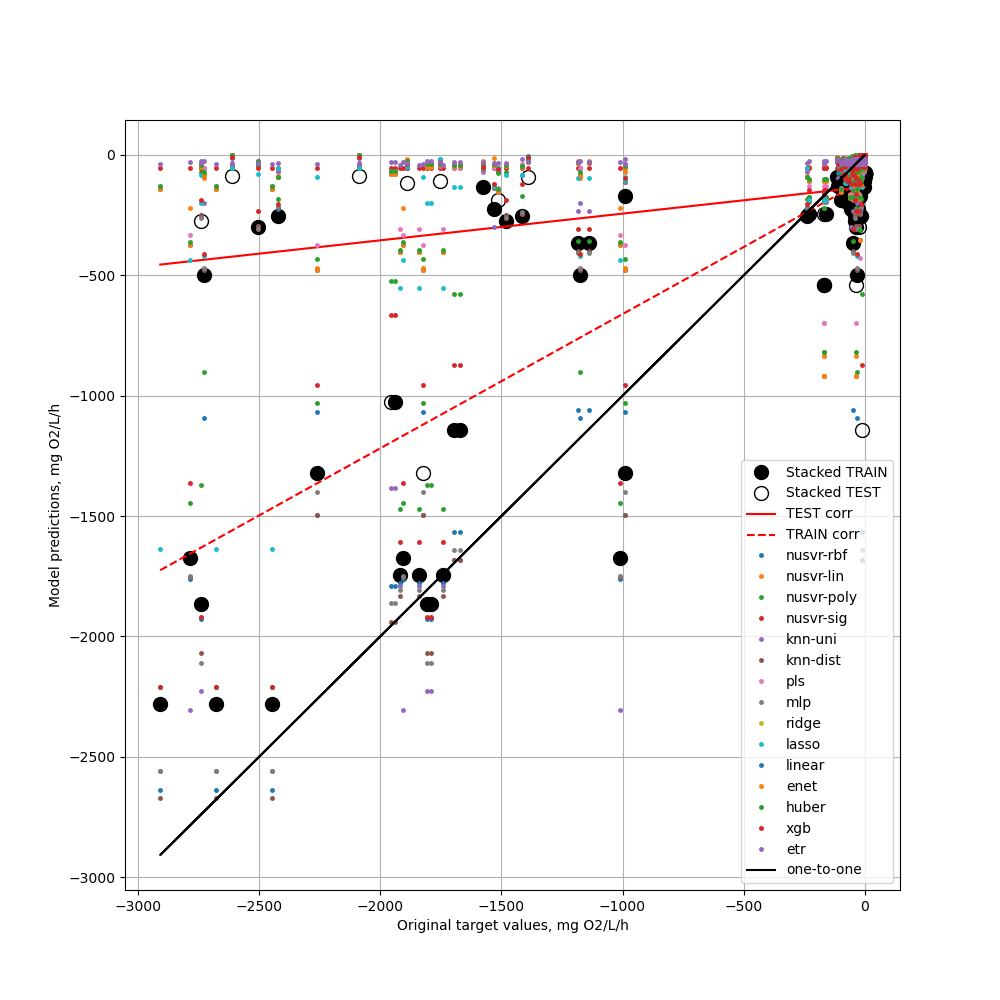 0
−500
−1000
−1500
−2000
−2500
−3000
Model predictions, mg O2/L/h
−3000
−2500
−2000
−1500
−1000
−500
0
Original target values, mg O2/L/h
Stacked TRAIN
Stacked TEST
TEST corr
TRAIN corr
nusvr-rbf
nusvr-lin
nusvr-poly
nusvr-sig
knn-uni
knn-dist
pls
mlp
ridge
lasso
linear
enet
huber
xgb
etr
one-to-one